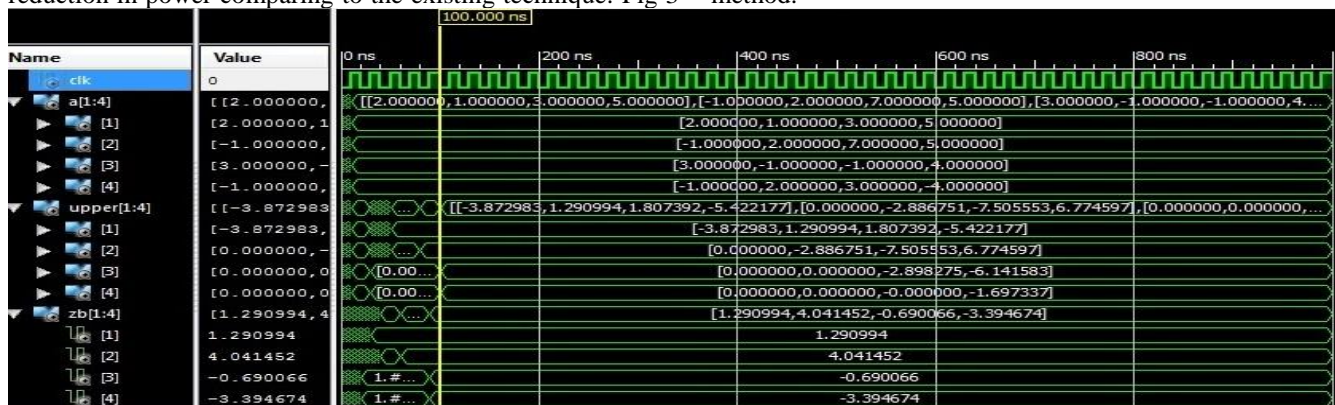 reduction in power comparing to the existing technique. Fig 3 method.
100.000 ns
Name Value 0 ns 200 ns 400 ns 600 ns 800 ns
clk 0
a[1:4] [[2.000000, [[2.000000,1.000000,3.000000,5.000000],[-1.000000,2.000000,7.000000,5.000000],[3.000000,-1.000000,-1.000000,4....
[1] [2.000000,1 [2.000000,1.000000,3.000000,5.000000]
[2] [-1.000000, [-1.000000,2.000000,7.000000,5.000000]
[3] [3.000000,- [3.000000,-1.000000,-1.000000,4.000000]
[4] [-1.000000, [-1.000000,2.000000,3.000000,-4.000000]
upper[1:4] [[-3.872983 ... [[-3.872983,1.290994,1.807392,-5.422177],[0.000000,-2.886751,-7.505553,6.774597],[0.000000,0.000000,...
[1] [-3.872983, [-3.872983,1.290994,1.807392,-5.422177]
[2] [0.000000,- ... [0.000000,-2.886751,-7.505553,6.774597]
[3] [0.000000,0 [0.00... [0.000000,0.000000,-2.898275,-6.141583]
[4] [0.000000,0 [0.00... [0.000000,0.000000,-0.000000,-1.697337]
zb[1:4] [1.290994,4 ... [1.290994,4.041452,-0.690066,-3.394674]
[1] 1.290994 1.290994
[2] 4.041452 4.041452
[3] -0.690066 1.#... -0.690066
[4] -3.394674 1.#... -3.394674